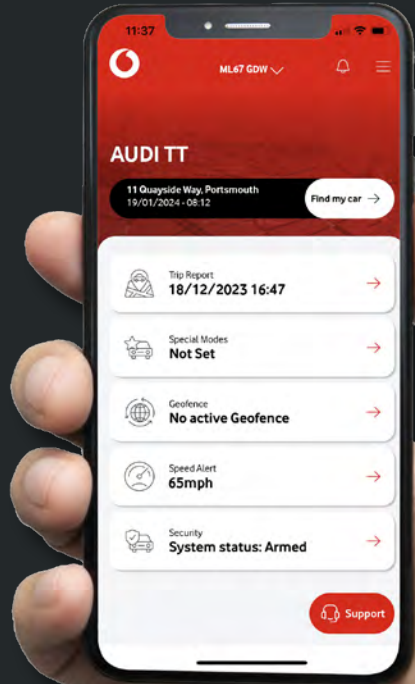 11:37
ML67 GDW
AUDI TT
11 Quayside Way, Portsmouth
19/01/2024 - 08:12
Find my car
Trip Report
18/12/2023 16:47
Special Modes
Not Set
Geofence
No active Geofence
Speed Alert
65mph
Security
System status: Armed
Support